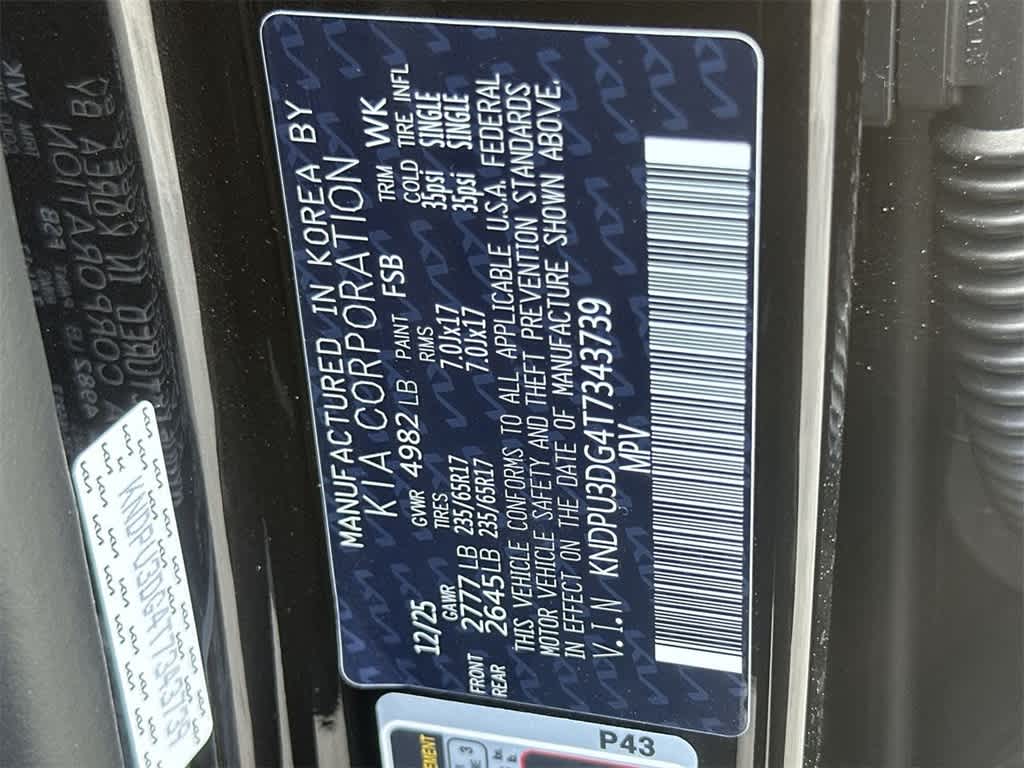 MANUFACTURED IN KOREA BY
KIA CORPORATION
12/25 GVWR 4982 LB PAINT FSB TRIM WK
GAWR TIRES RIMS COLD TIRE INFL
FRONT 2777 LB 235/65R17 7.0Jx17 35psi SINGLE
REAR 2645LB 235/65R17 7.0Jx17 35psi SINGLE
THIS VEHICLE CONFORMS TO ALL APPLICABLE U.S.A. FEDERAL
MOTOR VEHICLE SAFETY AND THEFT PREVENTION STANDARDS
IN EFFECT ON THE DATE OF MANUFACTURE SHOWN ABOVE.
V.I.N KNDPU3DG4T7343739
MPV
P43